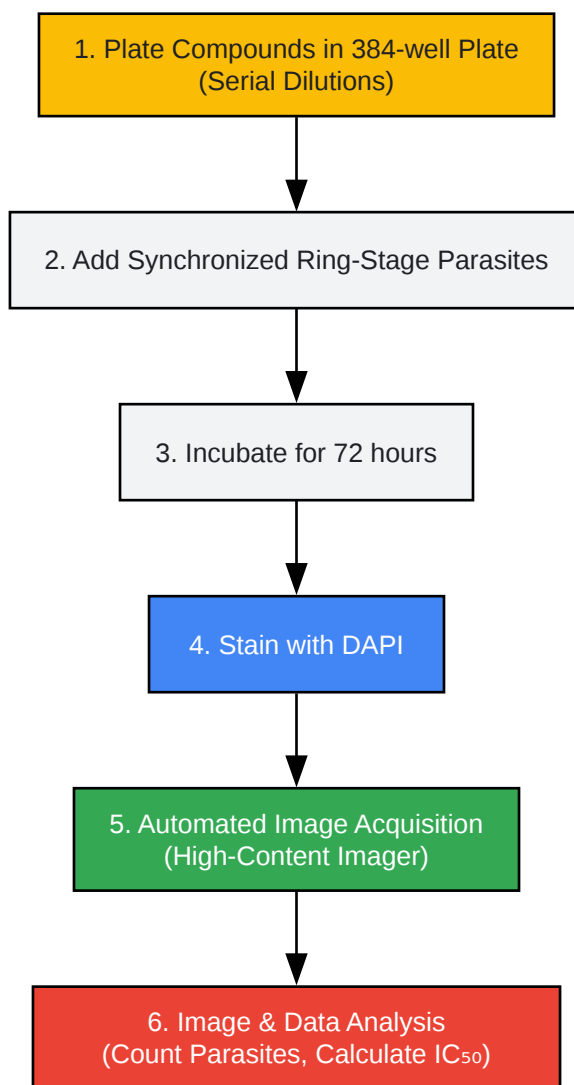 1. Plate Compounds in 384-well Plate
(Serial Dilutions)
2. Add Synchronized Ring-Stage Parasites
3. Incubate for 72 hours
4. Stain with DAPI
5. Automated Image Acquisition
(High-Content Imager)
6. Image & Data Analysis
(Count Parasites, Calculate IC₅₀)